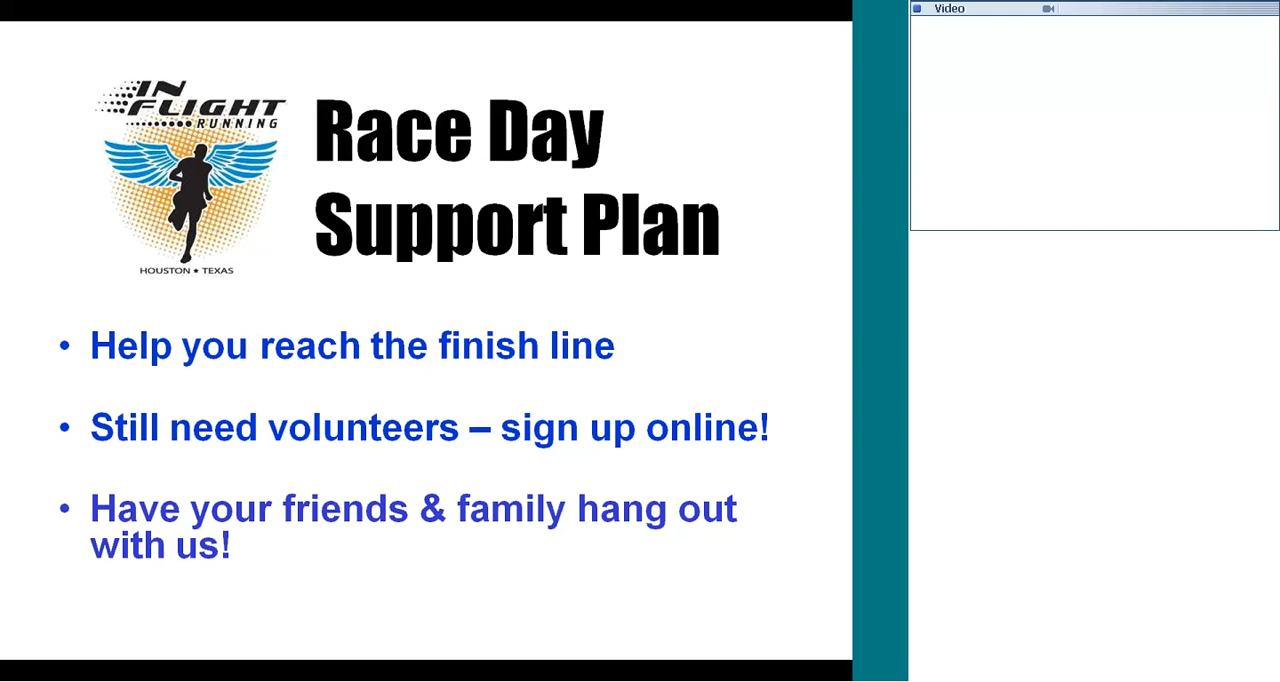 IN
FLIGHT
RUNNING
HOUSTON ★ TEXAS
Race Day
Support Plan
• Help you reach the finish line
• Still need volunteers – sign up online!
• Have your friends & family hang out
with us!
Video